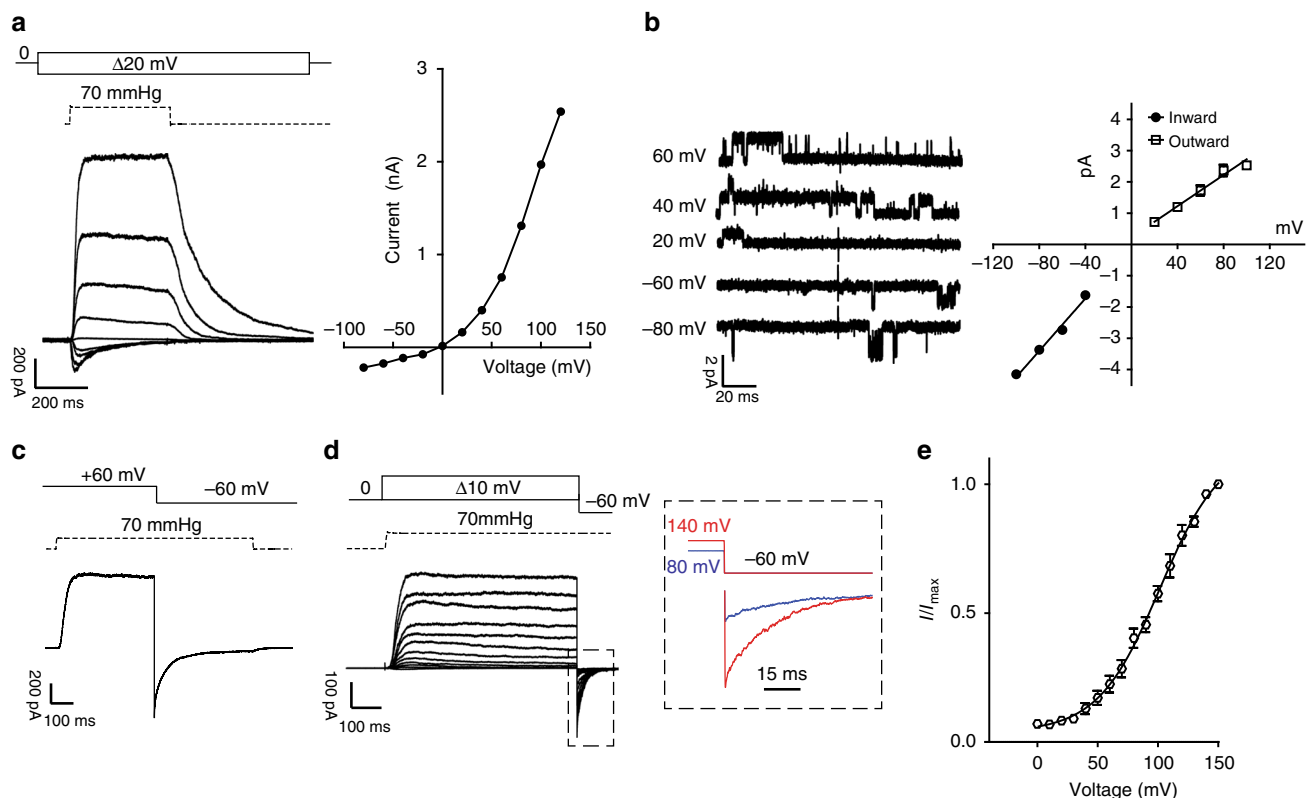 a
0
Δ20 mV
70 mmHg
200 pA
200 ms
3
2
1
Current (nA)
−100
−50
0
50
100
150
Voltage (mV)
b
60 mV
40 mV
20 mV
−60 mV
−80 mV
2 pA
20 ms
Inward
Outward
pA
4
3
2
1
mV
−120
−80
−40
40
80
120
−1
−2
−3
−4
c
+60 mV
−60 mV
70 mmHg
200 pA
100 ms
d
0
Δ10 mV
−60 mV
70mmHg
100 pA
100 ms
140 mV
80 mV
−60 mV
15 ms
e
1.0
0.5
0.0
I/Imax
0
50
100
150
Voltage (mV)